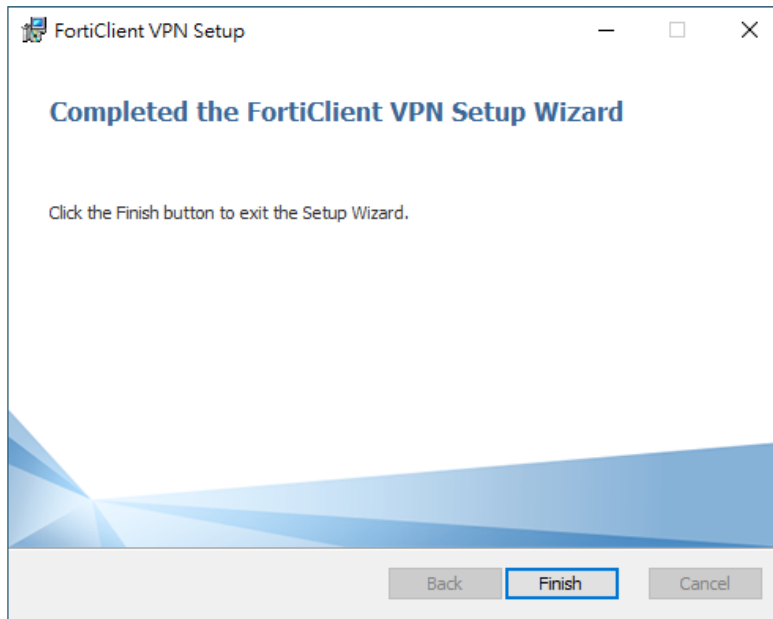 FortiClient VPN Setup
Completed the FortiClient VPN Setup Wizard
Click the Finish button to exit the Setup Wizard.
Back
Finish
Cancel